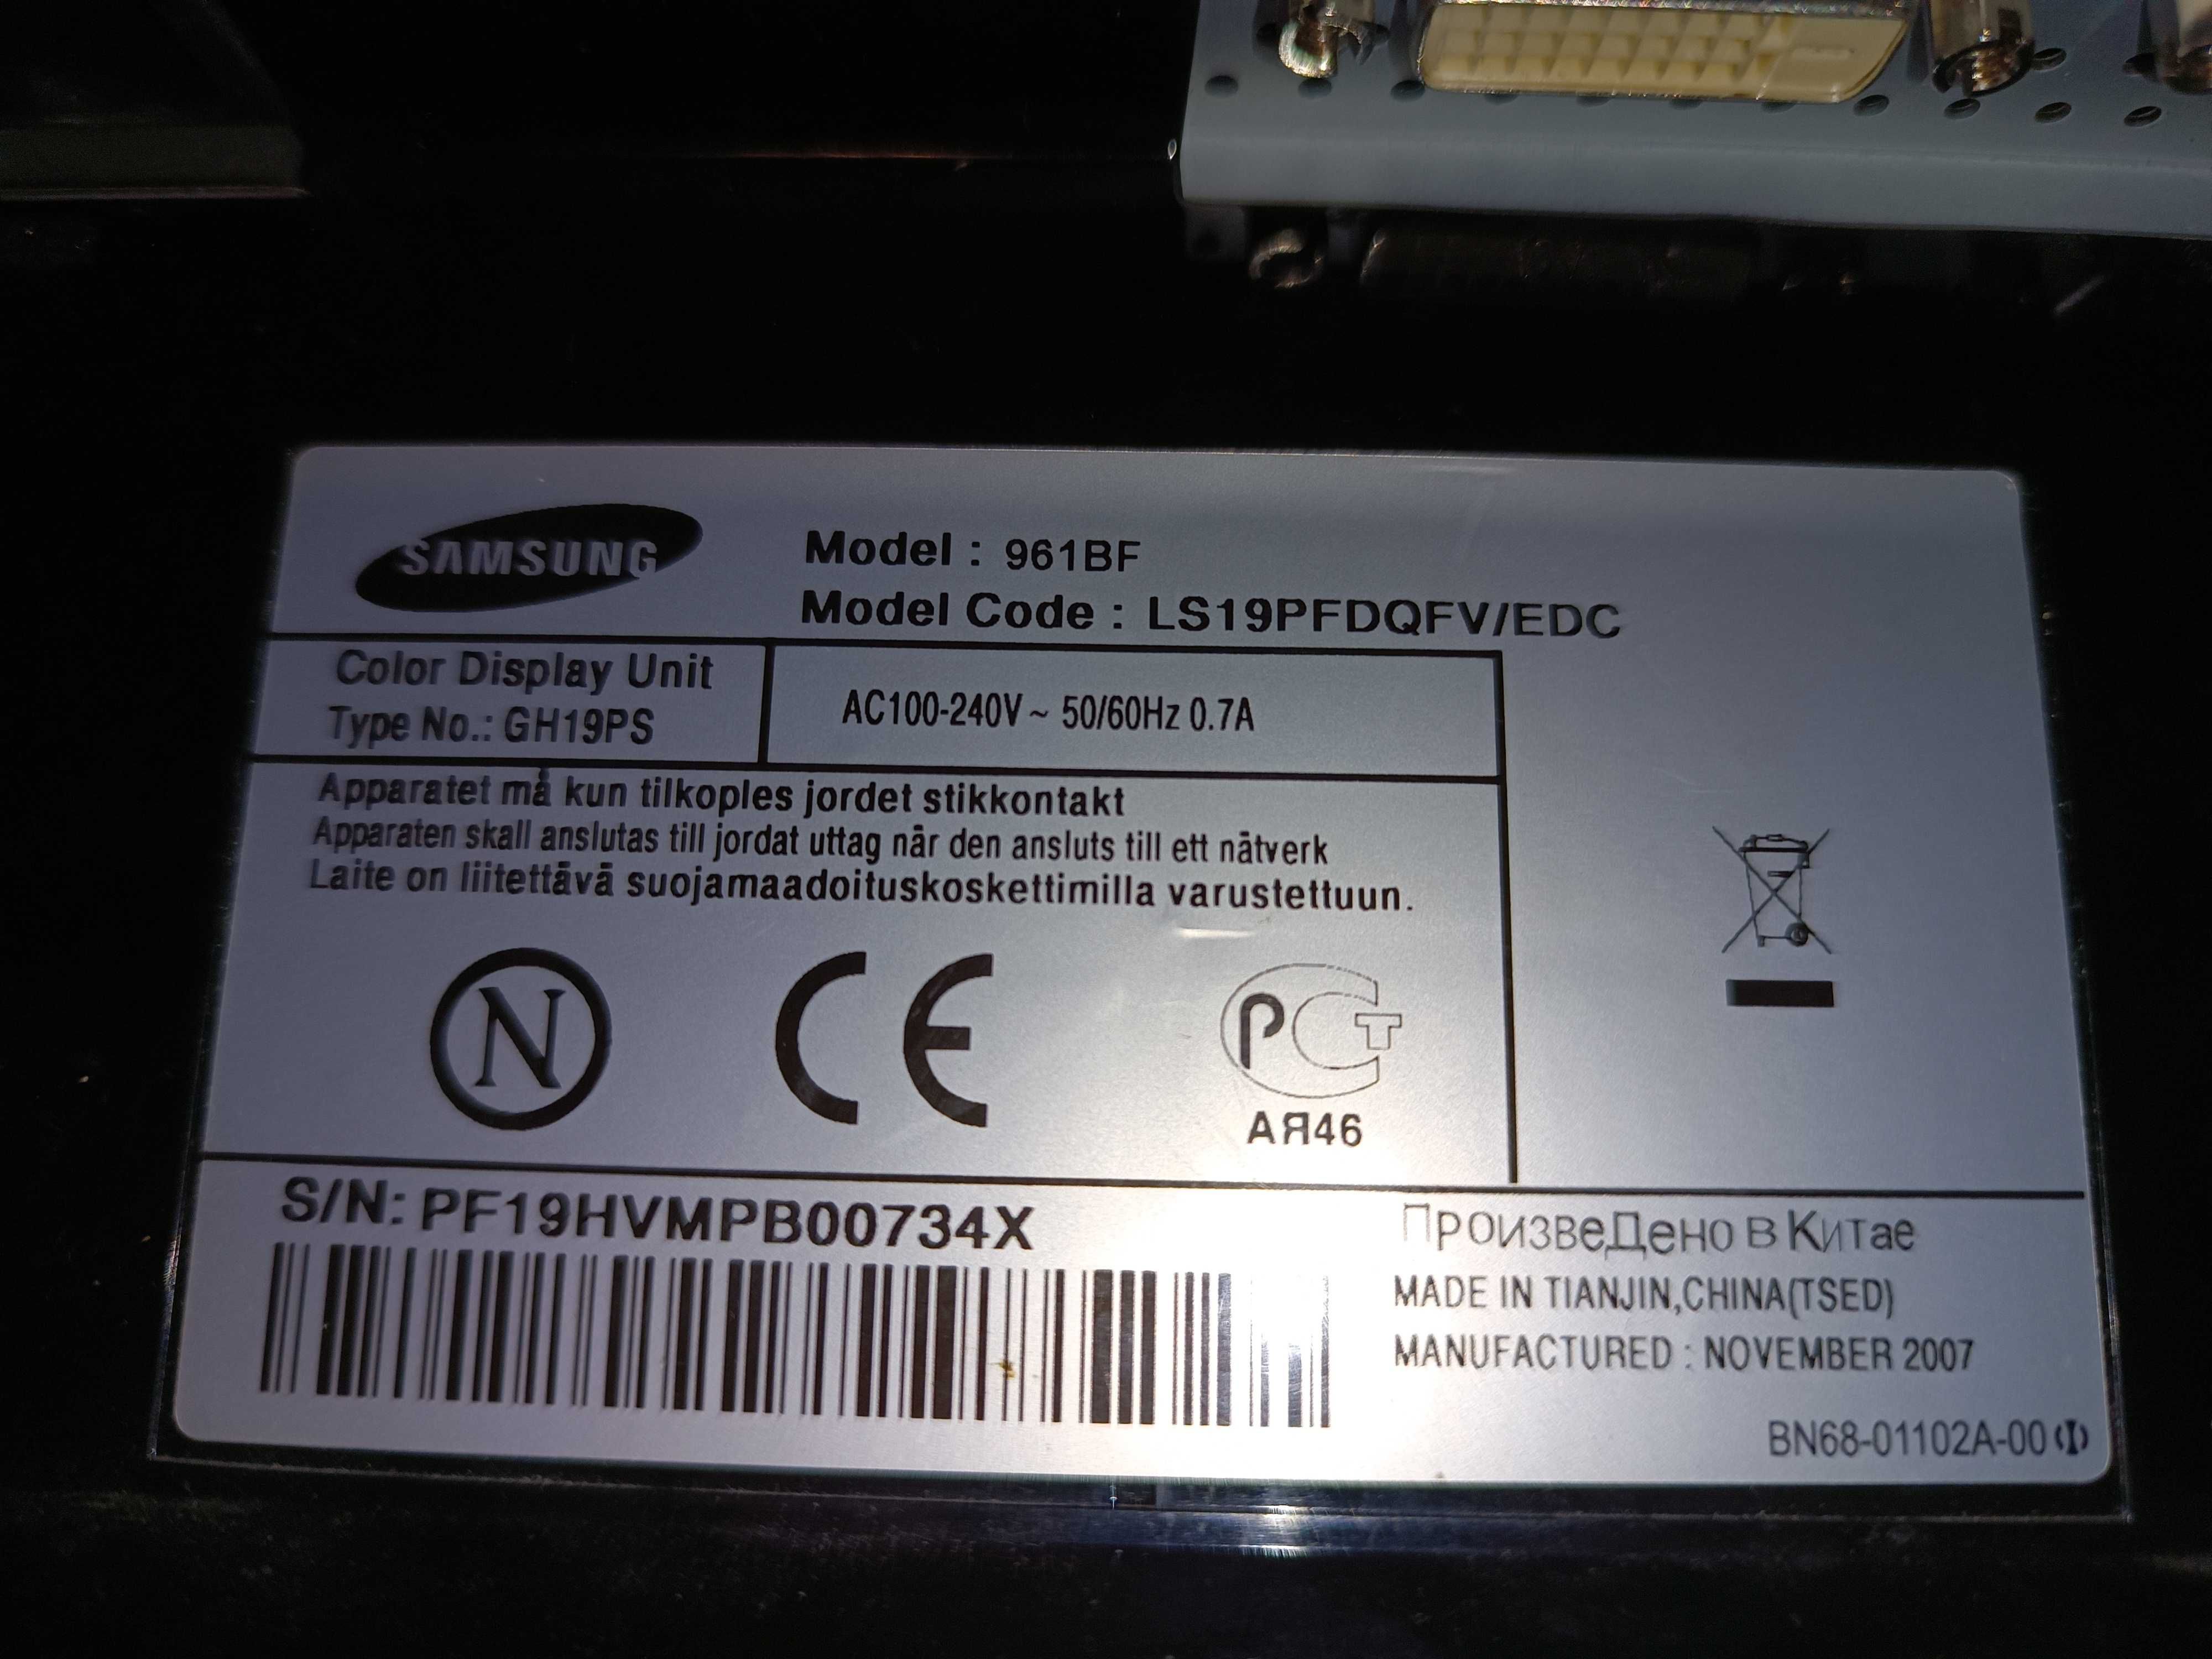 SAMSUNG
Model : 961BF
Model Code : LS19PFDQFV/EDC
Color Display Unit
Type No.: GH19PS
AC100-240V ~ 50/60Hz 0.7A
Apparatet må kun tilkoples jordet stikkontakt
Apparaten skall anslutas till jordat uttag när den ansluts till ett nätverk
Laite on liitettävä suojamaadoituskoskettimilla varustettuun.
N
CE
РСТ
АЯ46
S/N: PF19HVMPB00734X
ПроизвеДено в Китае
MADE IN TIANJIN,CHINA(TSED)
MANUFACTURED : NOVEMBER 2007
BN68-01102A-00